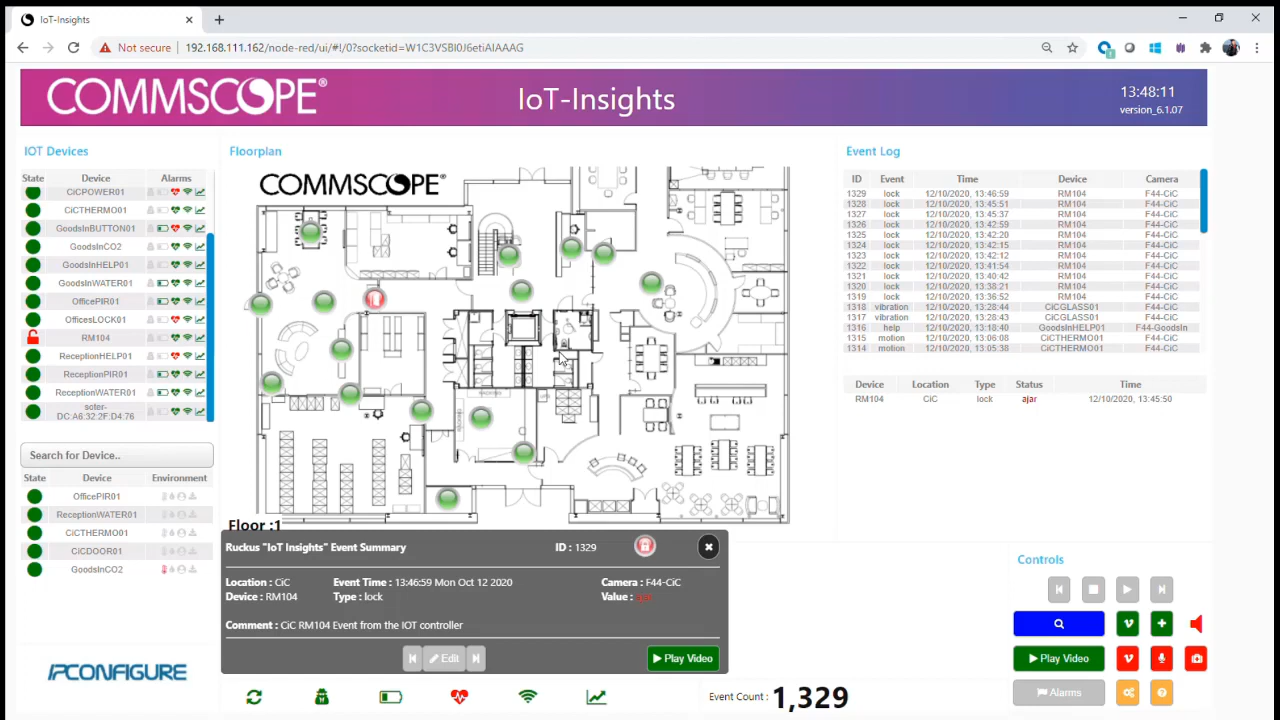 IoT-Insights
Not secure | 192.168.111.162/node-red/ui/#!/0?socketid=W1C3VSBI0J6etiAIAAAG
COMMSCOPE®
IoT-Insights
13:48:11
version_6.1.07
IOT Devices
State Device Alarms
CiCPOWER01
CiCTHERMO01
GoodsInBUTTON01
GoodsInCO2
GoodsInHELP01
GoodsInWATER01
OfficePIR01
OfficesLOCK01
RM104
ReceptionHELP01
ReceptionPIR01
ReceptionWATER01
soter-
DC:A6:32:2F:D4:76
Search for Device..
State Device Environment
OfficePIR01
ReceptionWATER01
CiCTHERMO01
CiCDOOR01
GoodsInCO2
IPCONFIGURE
Floorplan
COMMSCOPE®
Floor :1
Ruckus "IoT Insights" Event Summary ID : 1329
Location : CiC Event Time : 13:46:59 Mon Oct 12 2020 Camera : F44-CiC
Device : RM104 Type : lock Value : ajar
Comment : CiC RM104 Event from the IOT controller
Edit Play Video
Event Count : 1,329
Event Log
ID Event Time Device Camera
1329 lock 12/10/2020, 13:46:59 RM104 F44-CiC
1328 lock 12/10/2020, 13:45:51 RM104 F44-CiC
1327 lock 12/10/2020, 13:45:37 RM104 F44-CiC
1326 lock 12/10/2020, 13:42:59 RM104 F44-CiC
1325 lock 12/10/2020, 13:42:20 RM104 F44-CiC
1324 lock 12/10/2020, 13:42:15 RM104 F44-CiC
1323 lock 12/10/2020, 13:42:12 RM104 F44-CiC
1322 lock 12/10/2020, 13:41:54 RM104 F44-CiC
1321 lock 12/10/2020, 13:40:42 RM104 F44-CiC
1320 lock 12/10/2020, 13:38:21 RM104 F44-CiC
1319 lock 12/10/2020, 13:36:52 RM104 F44-CiC
1318 vibration 12/10/2020, 13:28:44 CiCGLASS01 F44-CiC
1317 vibration 12/10/2020, 13:28:43 CiCGLASS01 F44-CiC
1316 help 12/10/2020, 13:18:40 GoodsInHELP01 F44-GoodsIn
1315 motion 12/10/2020, 13:06:08 CiCTHERMO01 F44-CiC
1314 motion 12/10/2020, 13:05:38 CiCTHERMO01 F44-CiC
Device Location Type Status Time
RM104 CiC lock ajar 12/10/2020, 13:45:50
Controls
Play Video
Alarms